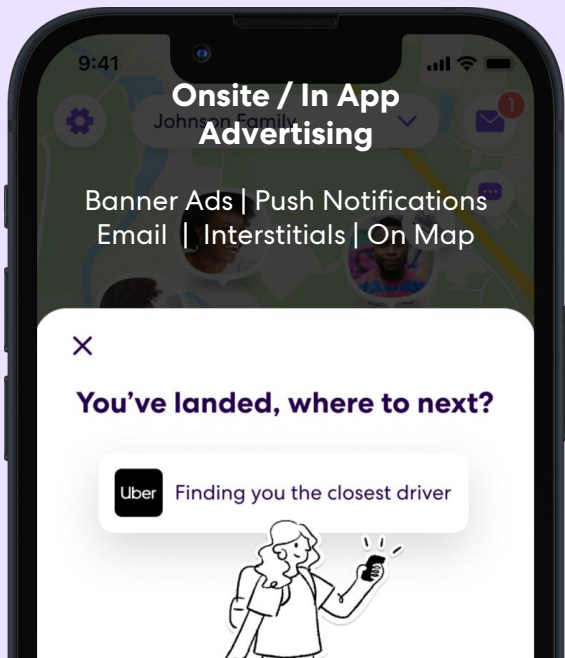 9:41
1
Johnson Family
Onsite / In App
Advertising
Banner Ads | Push Notifications
Email | Interstitials | On Map
You've landed, where to next?
Uber
Finding you the closest driver